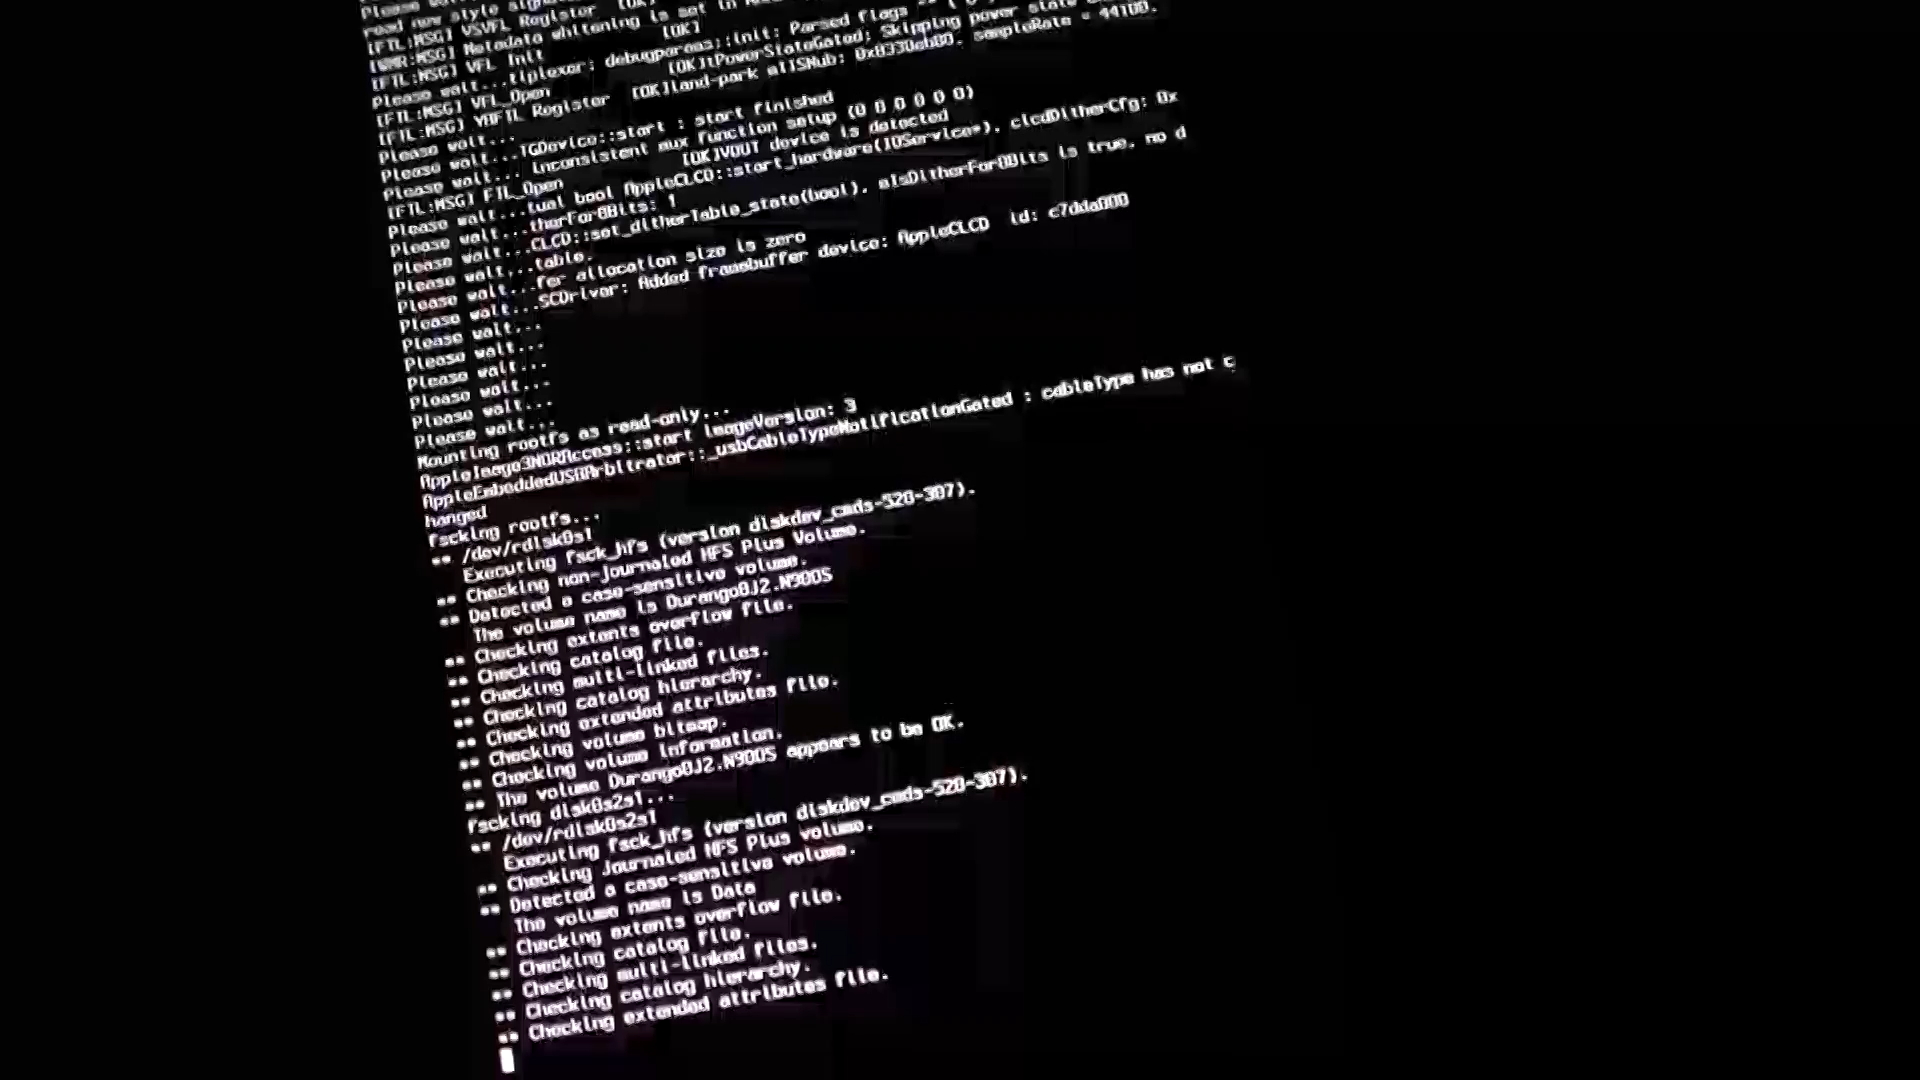 Please wait...
read new style signature
[FTL:MSG] VSVFL Register [OK]
[WMR:MSG] Metadata whitening is set in
[FTL:MSG] VFL Init [OK]
Please wait...tiplexer: debugparams;:init: Parsed flags
[FTL:MSG] VFL_Open [OK]tPowerStateGated; Skipping power state
[FTL:MSG] YAFTL Register [OK]land-park allSHub: sampleRate = 44100.
Please wait...
Please wait...TGDevice::start : start finished
Please wait... inconsistent mux function setup (0 0 0 0 0 0)
[FTL:MSG] FTL_Open [OK]VOUT device is detected
Please wait...tual bool AppleCLCD::start_hardware(IOService*), clcdDitherCfg: 0x
Please wait...therFor8Bits: 1
Please wait...CLCD::set_ditherTable_state(bool), aIsDitherFor8Bits is true, no d
Please wait...table.
Please wait...fer allocation size is zero
Please wait...SCDriver: Added framebuffer device: AppleCLCD id: c7dda000
Please wait...
Please wait...
Please wait...
Please wait...
Please wait...
Please wait...
Mounting rootfs as read-only...
AppleImage3NORAccess::start imageVersion: 3
AppleEmbeddedUSBArbitrator::_usbCableTypeNotificationGated : cableType has not c
hanged
fscking rootfs...
** /dev/rdisk0s1
Executing fsck_hfs (version diskdev_cmds-520-307).
** Checking non-journaled HFS Plus Volume.
** Detected a case-sensitive volume.
The volume name is Durango8J2.N90OS
** Checking extents overflow file.
** Checking catalog file.
** Checking multi-linked files.
** Checking catalog hierarchy.
** Checking extended attributes file.
** Checking volume bitmap.
** Checking volume information.
** The volume Durango8J2.N90OS appears to be OK.
fscking disk0s2s1...
** /dev/rdisk0s2s1
Executing fsck_hfs (version diskdev_cmds-520-307).
** Checking Journaled HFS Plus volume.
** Detected a case-sensitive volume.
The volume name is Data
** Checking extents overflow file.
** Checking catalog file.
** Checking multi-linked files.
** Checking catalog hierarchy.
** Checking extended attributes file.